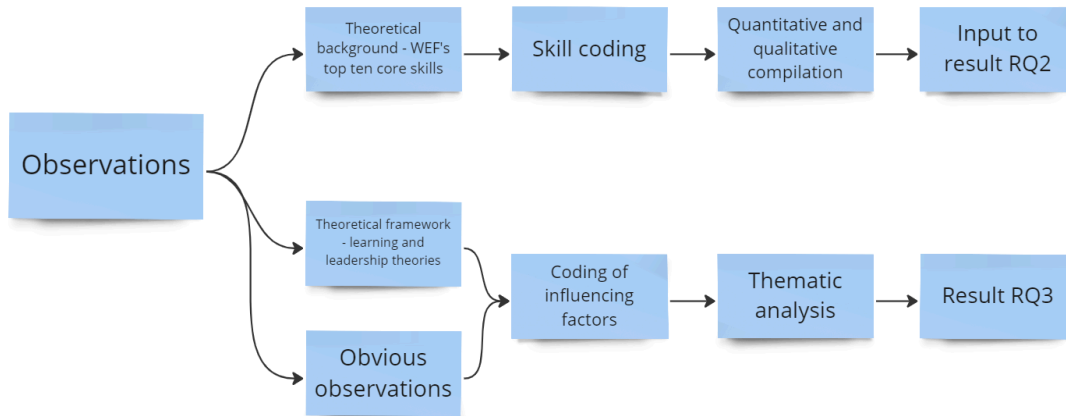 Observations
Theoretical
background - WEF's
top ten core skills
Skill coding
Quantitative and
qualitative
compilation
Input to
result RQ2
Theoretical framework
- learning and
leadership theories
Obvious
observations
Coding of
influencing
factors
Thematic
analysis
Result RQ3